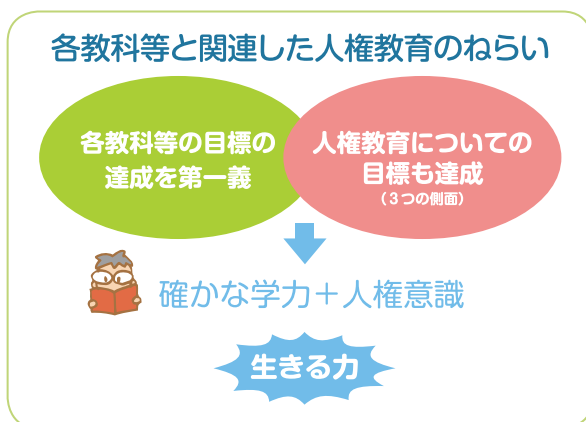 各教科等と関連した人権教育のねらい
各教科等の目標の
達成を第一義
人権教育についての
目標も達成
（３つの側面）
確かな学力＋人権意識
生きる力